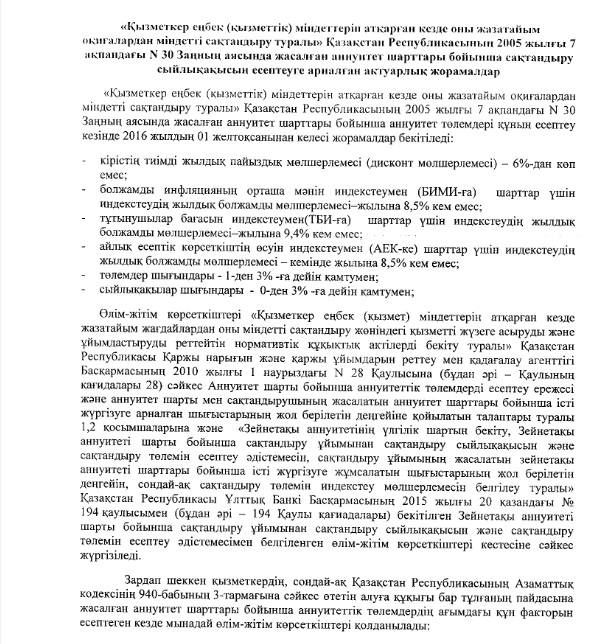 «Қызметкер еңбек (қызметтік) міндеттерін атқарған кезде оны жазатайым
оқиғалардан міндетті сақтандыру туралы» Қазақстан Республикасының 2005 жылғы 7
ақпандағы N 30 Заңның аясында жасалған аннуитет шарттары бойынша сақтандыру
сыйлықақысын есептеуге арналған актуарлық жорамалдар
«Қызметкер еңбек (қызметтік) міндеттерін атқарған кезде оны жазатайым оқиғалардан
міндетті сақтандыру туралы» Қазақстан Республикасының 2005 жылғы 7 ақпандағы N 30
Заңның аясында жасалған аннуитет шарттары бойынша аннуитет төлемдері құнын есептеу
кезінде 2016 жылдың 01 желтоқсанынан келесі жорамалдар бекітіледі:
- кірістің тиімді жылдық пайыздық мөлшерлемесі (дисконт мөлшерлемесі) – 6%-дан көп
емес;
- болжамды инфляцияның орташа мәнін индекстеумен (БИМИ-ға) шарттар үшін
индекстеудің жылдық болжамды мөлшерлемесі–жылына 8,5% кем емес;
- тұтынушылар бағасын индекстеумен(ТБИ-ға) шарттар үшін индекстеудің жылдық
болжамды мөлшерлемесі–жылына 9,4% кем емес;
- айлық есептік көрсеткіштің өсуін индекстеумен (АЕК-ке) шарттар үшін индекстеудің
жылдық болжамды мөлшерлемесі – кемінде жылына 8,5% кем емес;
- төлемдер шығындары - 1-ден 3% -ға дейін қамтумен;
- сыйлықақылар шығындары - 0-ден 3% -ға дейін қамтумен;
Өлім-жітім көрсеткіштері «Қызметкер еңбек (қызмет) міндеттерін атқарған кезде
жазатайым жағдайлардан оны міндетті сақтандыру жөніндегі қызметті жүзеге асыруды және
ұйымдастыруды реттейтін нормативтік құқықтық актілерді бекіту туралы» Қазақстан
Республикасы Қаржы нарығын және қаржы ұйымдарын реттеу мен қадағалау агенттігі
Басқармасының 2010 жылғы 1 наурыздағы N 28 Қаулысына (бұдан әрі – Қаулының
қағидалары 28) сәйкес Аннуитет шарты бойынша аннуитеттік төлемдерді есептеу ережесі
және аннуитет шарты мен сақтандырушының жасалатын аннуитет шарттары бойынша істі
жүргізуге арналған шығыстарының жол берілетін деңгейіне қойылатын талаптары туралы
1,2 қосымшаларына және «Зейнетақы аннуитетінің үлгілік шартын бекіту, Зейнетақы
аннуитеті шарты бойынша сақтандыру ұйымынан сақтандыру сыйлықақысын және
сақтандыру төлемін есептеу әдістемесін, сақтандыру ұйымының жасалатын зейнетақы
аннуитеті шарттары бойынша істі жүргізуге жұмсалатын шығыстарының жол берілетін
деңгейін, сондай-ақ сақтандыру төлемін индекстеу мөлшерлемесін белгілеу туралы»
Қазақстан Республикасы Ұлттық Банкі Басқармасының 2015 жылғы 20 қазандағы №
194 қаулысымен (бұдан әрі – 194 Қаулы қағидалары) бекітілген Зейнетақы аннуитеті
шарты бойынша сақтандыру ұйымынан сақтандыру сыйлықақысын және сақтандыру
төлемін есептеу әдістемесімен белгіленген өлім-жітім көрсеткіштері кестесіне сәйкес
жүргізіледі.
Зардап шеккен қызметкердің, сондай-ақ Қазақстан Республикасының Азаматтық
кодексінің 940-бабының 3-тармағына сәйкес өтетін алуға құқығы бар тұлғаның пайдасына
жасалған аннуитет шарттары бойынша аннуитеттік төлемдердің ағымдағы құн факторын
есептеген кезде мынадай өлім-жітім көрсеткіштері қолданылады: